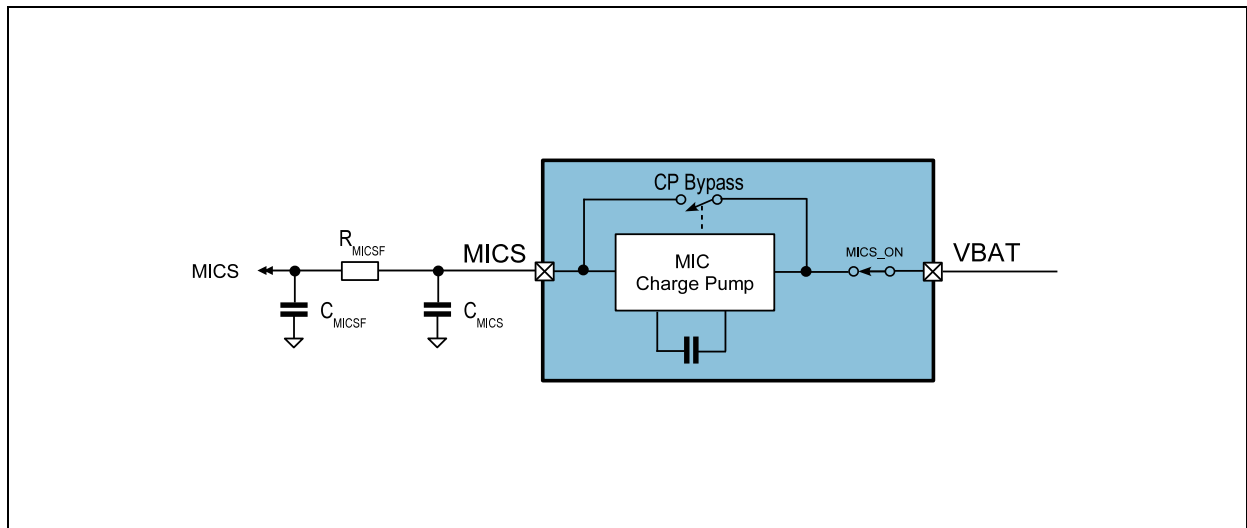 CP Bypass
R_MICSF
MICS
MICS
MIC
Charge Pump
MICS_ON
VBAT
C_MICSF
C_MICS